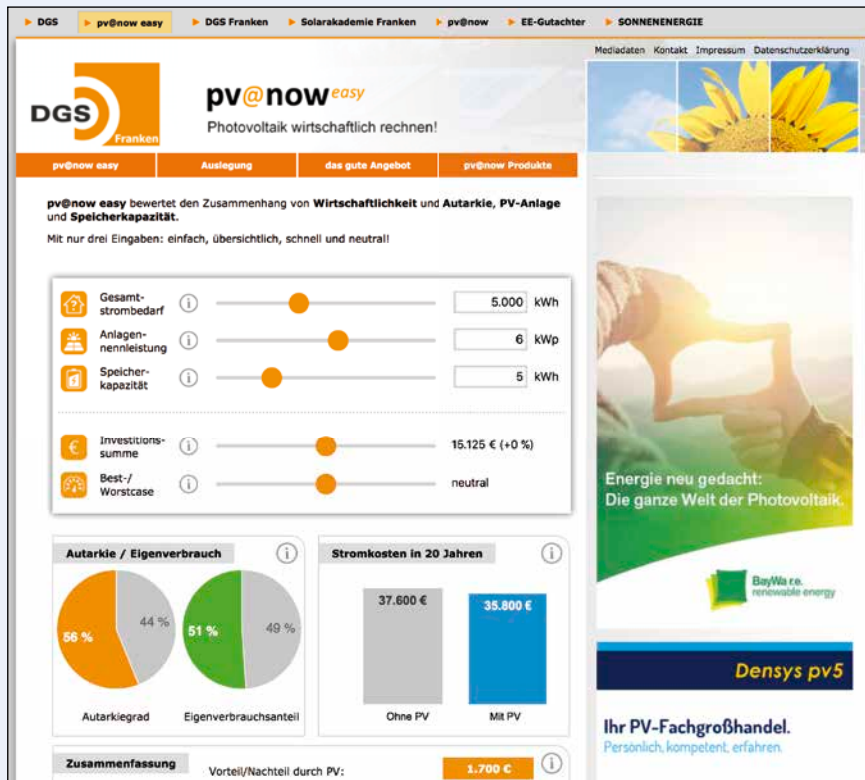 DGS pv@now easy DGS Franken Solarakademie Franken pv@now EE-Gutachter SONNENENERGIE
Mediadaten Kontakt Impressum Datenschutzerklärung
DGS
Franken
pv@now easy
Photovoltaik wirtschaftlich rechnen!
pv@now easy Auslegung das gute Angebot pv@now Produkte
pv@now easy bewertet den Zusammenhang von Wirtschaftlichkeit und Autarkie, PV-Anlage
und Speicherkapazität.
Mit nur drei Eingaben: einfach, übersichtlich, schnell und neutral!
Gesamt-
strombedarf
5.000 kWh
Anlagen-
nennleistung
6 kWp
Speicher-
kapazität
5 kWh
Investitions-
summe
15.125 € (+0 %)
Best-/
Worstcase
neutral
Autarkie / Eigenverbrauch
56 %
44 %
51 %
49 %
Autarkiegrad
Eigenverbrauchsanteil
Stromkosten in 20 Jahren
37.600 €
35.800 €
Ohne PV
Mit PV
Zusammenfassung
Vorteil/Nachteil durch PV:
1.700 €
Energie neu gedacht:
Die ganze Welt der Photovoltaik.
BayWa r.e.
renewable energy
Densys pv5
Ihr PV-Fachgroßhandel.
Persönlich, kompetent, erfahren.